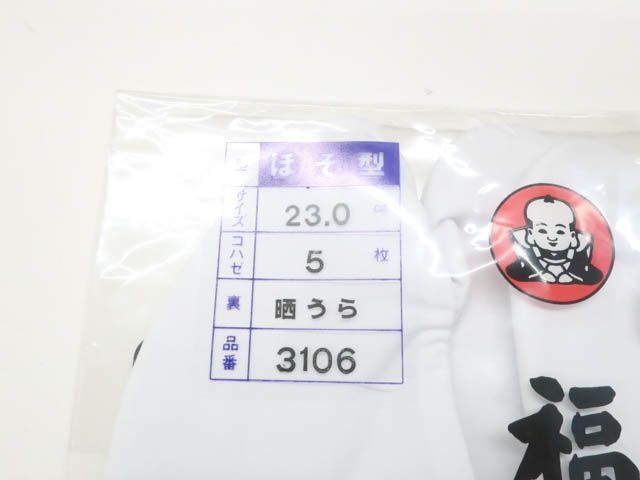 型 ほそ型
サイズ 23.0 cm
コハゼ 5 枚
裏 晒うら
品番 3106
福